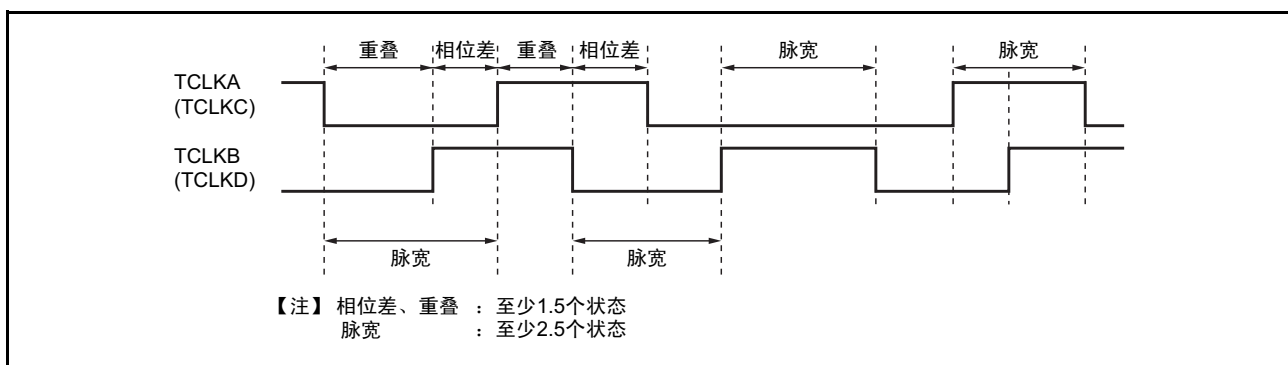 重叠 相位差 重叠 相位差 脉宽 脉宽
TCLKA
(TCLKC)
TCLKB
(TCLKD)
脉宽 脉宽
【注】 相位差、重叠 ： 至少1.5个状态
脉宽 ： 至少2.5个状态